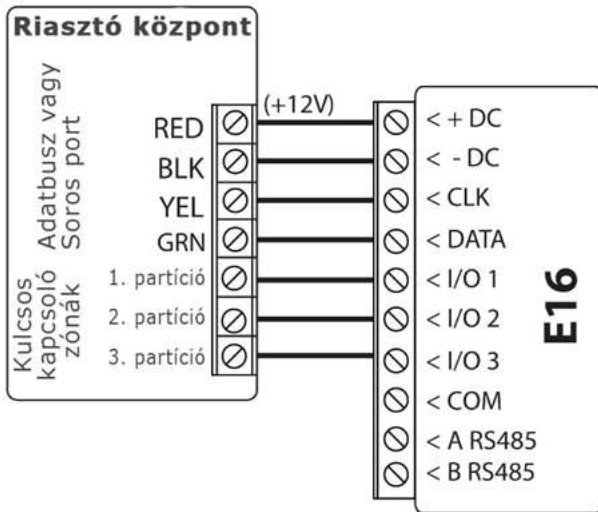 Riasztó központ
Adatbusz vagy
Soros port
Kulcsos
kapcsoló
zónák
RED
BLK
YEL
GRN
1. partíció
2. partíció
3. partíció
(+12V)
< + DC
< - DC
< CLK
< DATA
< I/O 1
< I/O 2
< I/O 3
< COM
< A RS485
< B RS485
E16